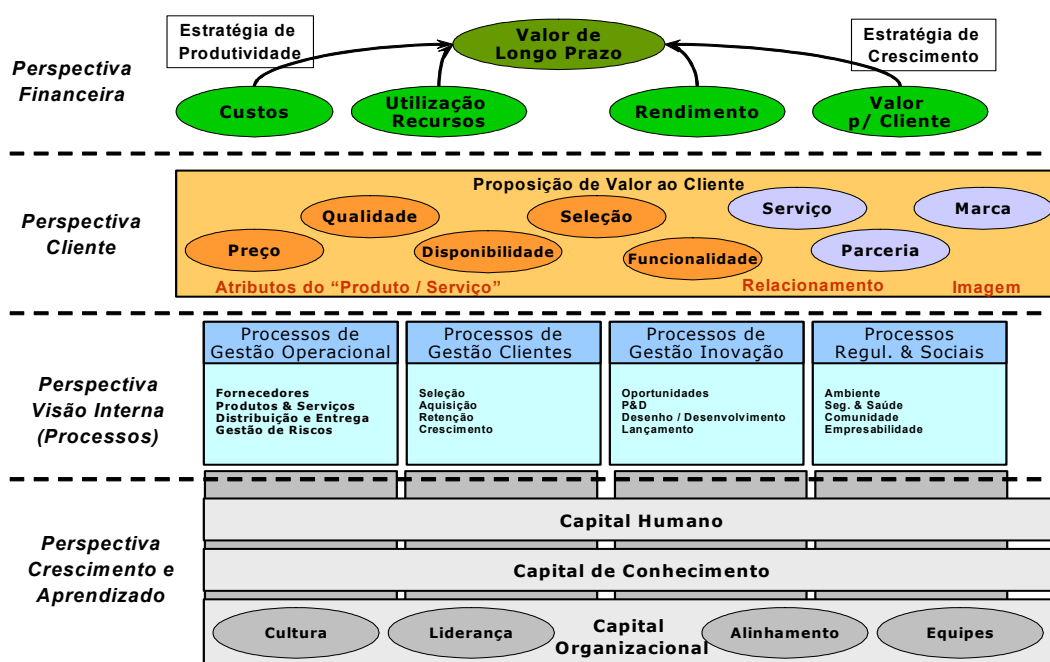 Perspectiva
Financeira
Estratégia de
Produtividade
Valor de
Longo Prazo
Estratégia de
Crescimento
Custos
Utilização
Recursos
Rendimento
Valor
p/ Cliente
Perspectiva
Cliente
Proposição de Valor ao Cliente
Qualidade
Seleção
Serviço
Marca
Preço
Disponibilidade
Funcionalidade
Parceria
Atributos do “Produto / Serviço”
Relacionamento
Imagem
Perspectiva
Visão Interna
(Processos)
Processos de
Gestão Operacional
Fornecedores
Produtos & Serviços
Distribuição e Entrega
Gestão de Riscos
Processos de
Gestão Clientes
Seleção
Aquisição
Retenção
Crescimento
Processos de
Gestão Inovação
Oportunidades
P&D
Desenho / Desenvolvimento
Lançamento
Processos
Regul. & Sociais
Ambiente
Seg. & Saúde
Comunidade
Empresabilidade
Perspectiva
Crescimento e
Aprendizado
Capital Humano
Capital de Conhecimento
Cultura
Liderança
Capital
Organizacional
Alinhamento
Equipes